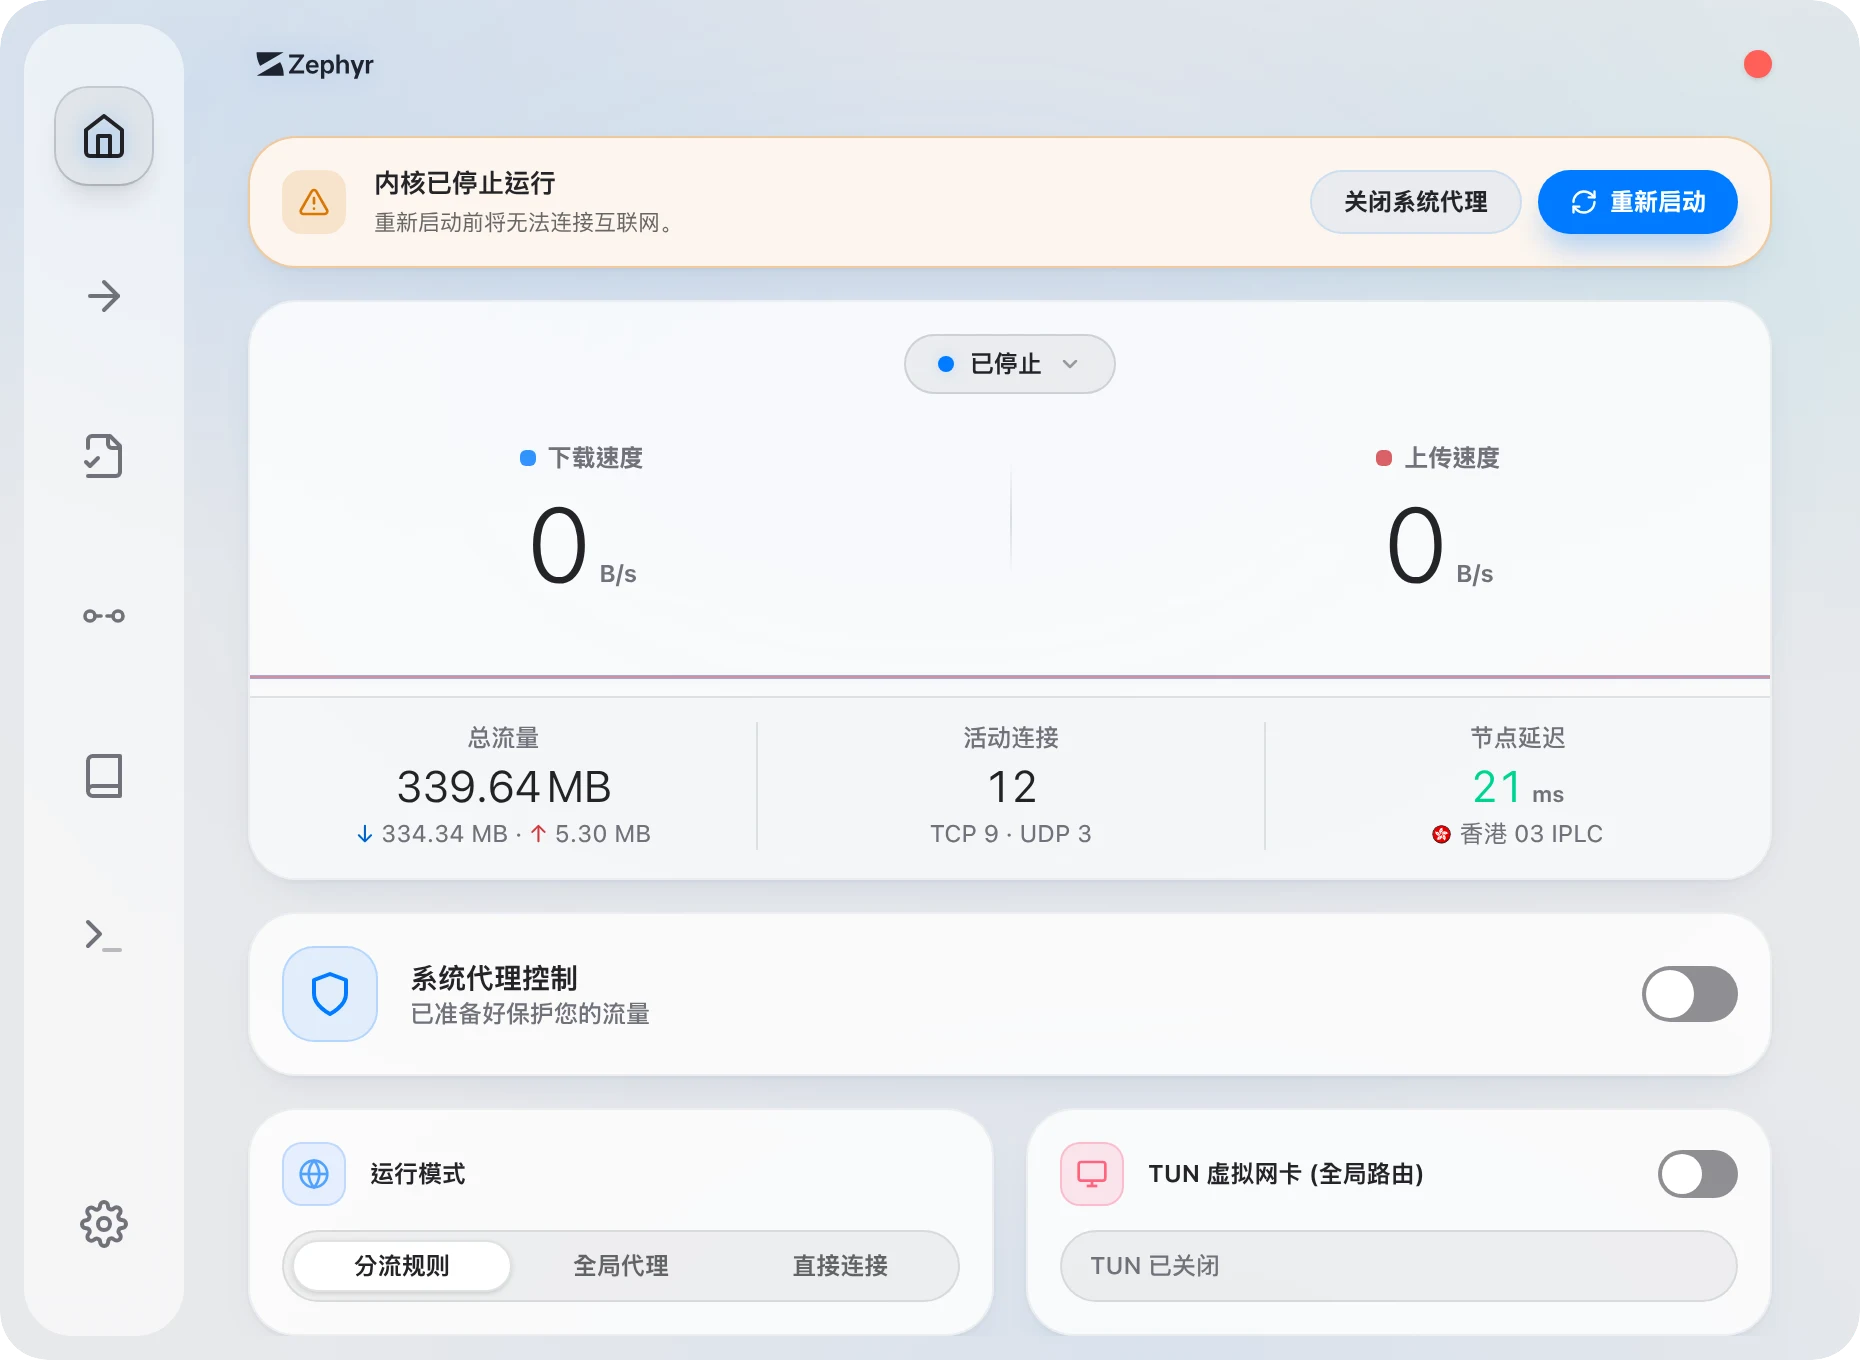 Zephyr
内核已停止运行
重新启动前将无法连接互联网。
关闭系统代理
重新启动
已停止
下载速度
0 B/s
上传速度
0 B/s
总流量
339.64 MB
↓ 334.34 MB · ↑ 5.30 MB
活动连接
12
TCP 9 · UDP 3
节点延迟
21 ms
香港 03 IPLC
系统代理控制
已准备好保护您的流量
运行模式
分流规则
全局代理
直接连接
TUN 虚拟网卡 (全局路由)
TUN 已关闭